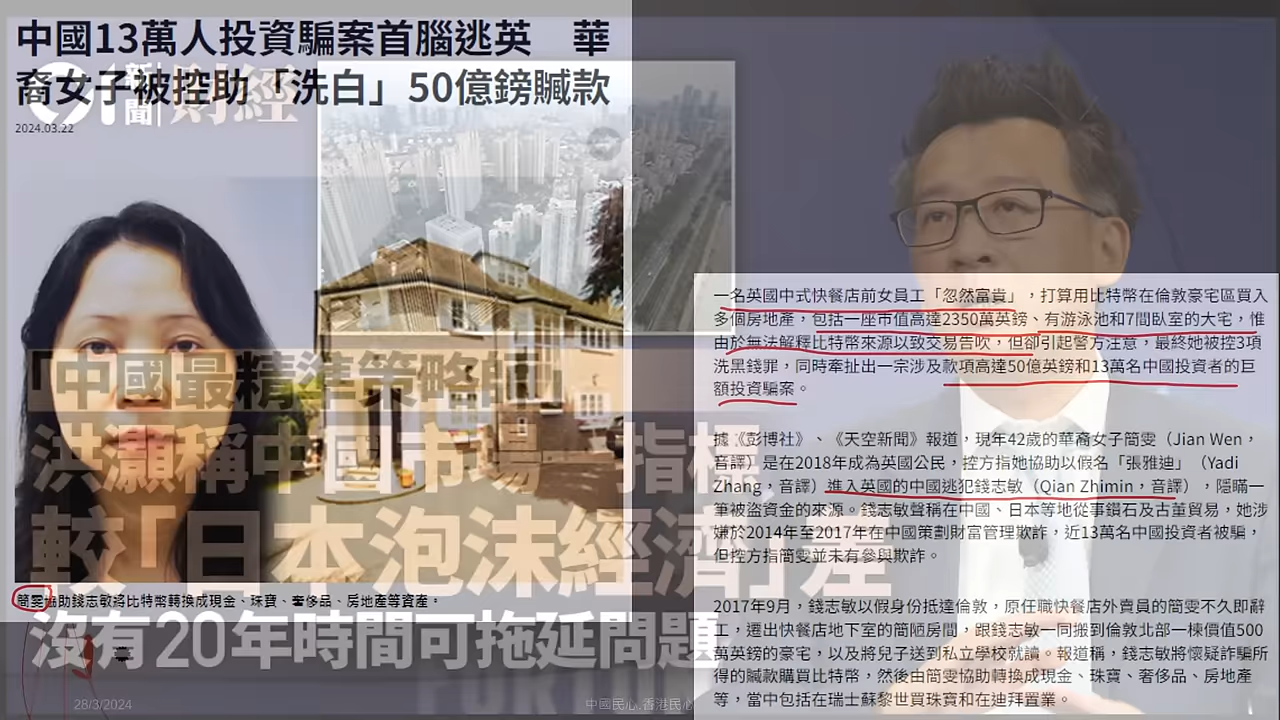 中國13萬人投資騙案首腦逃英 華
裔女子被控助「洗白」50億鎊贓款
01
新聞
財經
2024.03.22
「中國最精準策略師」
洪灝稱中國市場一指標
較「日本泡沫經濟」差
簡雯協助錢志敏將比特幣轉換成現金、珠寶、奢侈品、房地產等資產。
沒有20年時間可拖延問題
28/3/2024
中國民心.香港民心
一名英國中式快餐店前女員工「忽然富貴」，打算用比特幣在倫敦豪宅區買入
多個房地產，包括一座市值高達2350萬英鎊、有游泳池和7間臥室的大宅，惟
由於無法解釋比特幣來源以致交易告吹，但卻引起警方注意，最終她被控3項
洗黑錢罪，同時牽扯出一宗涉及款項高達50億英鎊和13萬名中國投資者的巨
額投資騙案。
據《彭博社》、《天空新聞》報道，現年42歲的華裔女子簡雯（Jian Wen，
音譯）是在2018年成為英國公民，控方指她協助以假名「張雅迪」（Yadi
Zhang，音譯）進入英國的中國逃犯錢志敏（Qian Zhimin，音譯），隱瞞一
筆被盜資金的來源。錢志敏聲稱在中國、日本等地從事鑽石及古董貿易，她涉
嫌於2014年至2017年在中國策劃財富管理欺詐，近13萬名中國投資者被騙，
但控方指簡雯並未有參與欺詐。
2017年9月，錢志敏以假身份抵達倫敦，原任職快餐店外賣員的簡雯不久即辭
工，遷出快餐店地下室的簡陋房間，跟錢志敏一同搬到倫敦北部一棟價值500
萬英鎊的豪宅，以及將兒子送到私立學校就讀。報道稱，錢志敏將懷疑詐騙所
得的贓款購買比特幣，然後由簡雯協助轉換成現金、珠寶、奢侈品、房地產
等，當中包括在瑞士蘇黎世買珠寶和在迪拜置業。